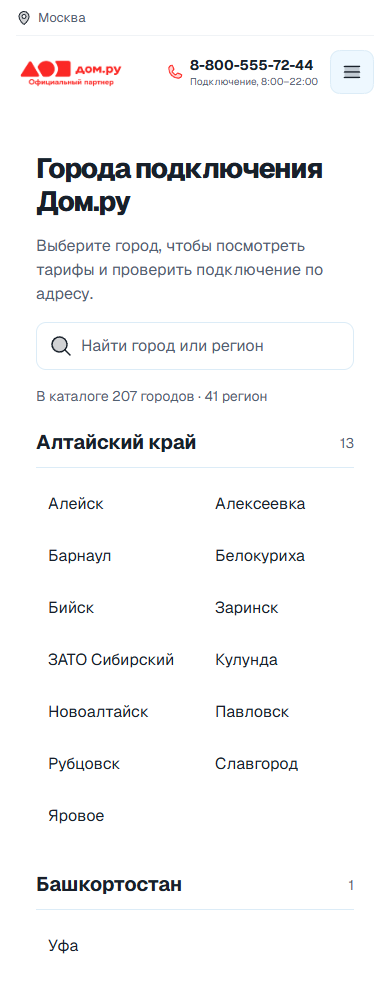 Москва
дом.ру
Официальный партнер
8-800-555-72-44
Подключение, 8:00–22:00
Города подключения
Дом.ру
Выберите город, чтобы посмотреть
тарифы и проверить подключение по
адресу.
Найти город или регион
В каталоге 207 городов · 41 регион
Алтайский край 13
Алейск Алексеевка
Барнаул Белокуриха
Бийск Заринск
ЗАТО Сибирский Кулунда
Новоалтайск Павловск
Рубцовск Славгород
Яровое
Башкортостан 1
Уфа